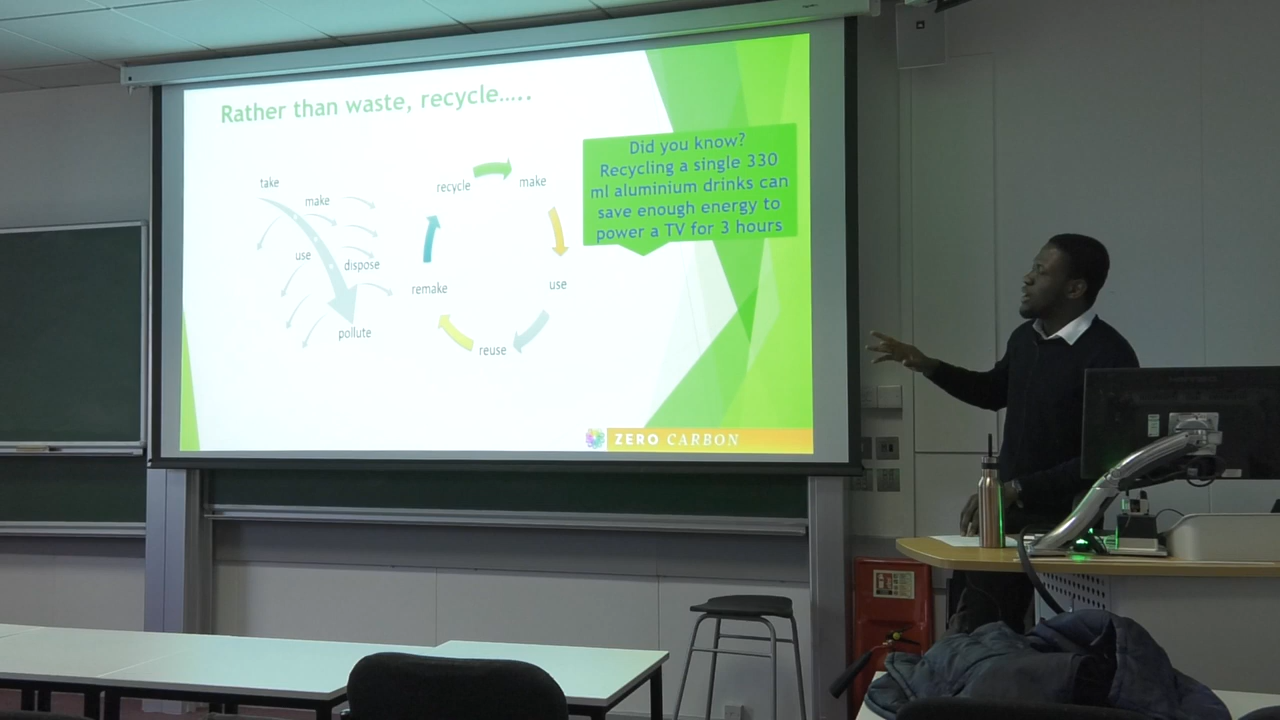 Rather than waste, recycle.....
take
make
use
dispose
pollute
recycle
make
use
reuse
remake
Did you know?
Recycling a single 330
ml aluminium drinks can
save enough energy to
power a TV for 3 hours
ZERO CARBON